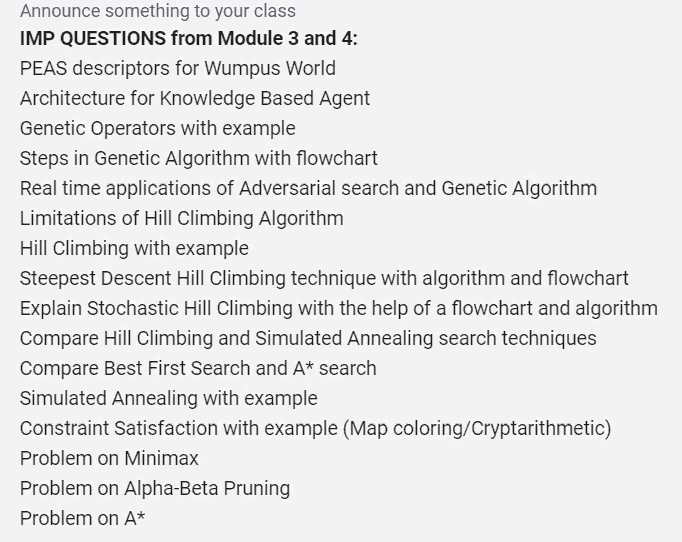 Announce something to your class
IMP QUESTIONS from Module 3 and 4:
PEAS descriptors for Wumpus World
Architecture for Knowledge Based Agent
Genetic Operators with example
Steps in Genetic Algorithm with flowchart
Real time applications of Adversarial search and Genetic Algorithm
Limitations of Hill Climbing Algorithm
Hill Climbing with example
Steepest Descent Hill Climbing technique with algorithm and flowchart
Explain Stochastic Hill Climbing with the help of a flowchart and algorithm
Compare Hill Climbing and Simulated Annealing search techniques
Compare Best First Search and A* search
Simulated Annealing with example
Constraint Satisfaction with example (Map coloring/Cryptarithmetic)
Problem on Minimax
Problem on Alpha-Beta Pruning
Problem on A*